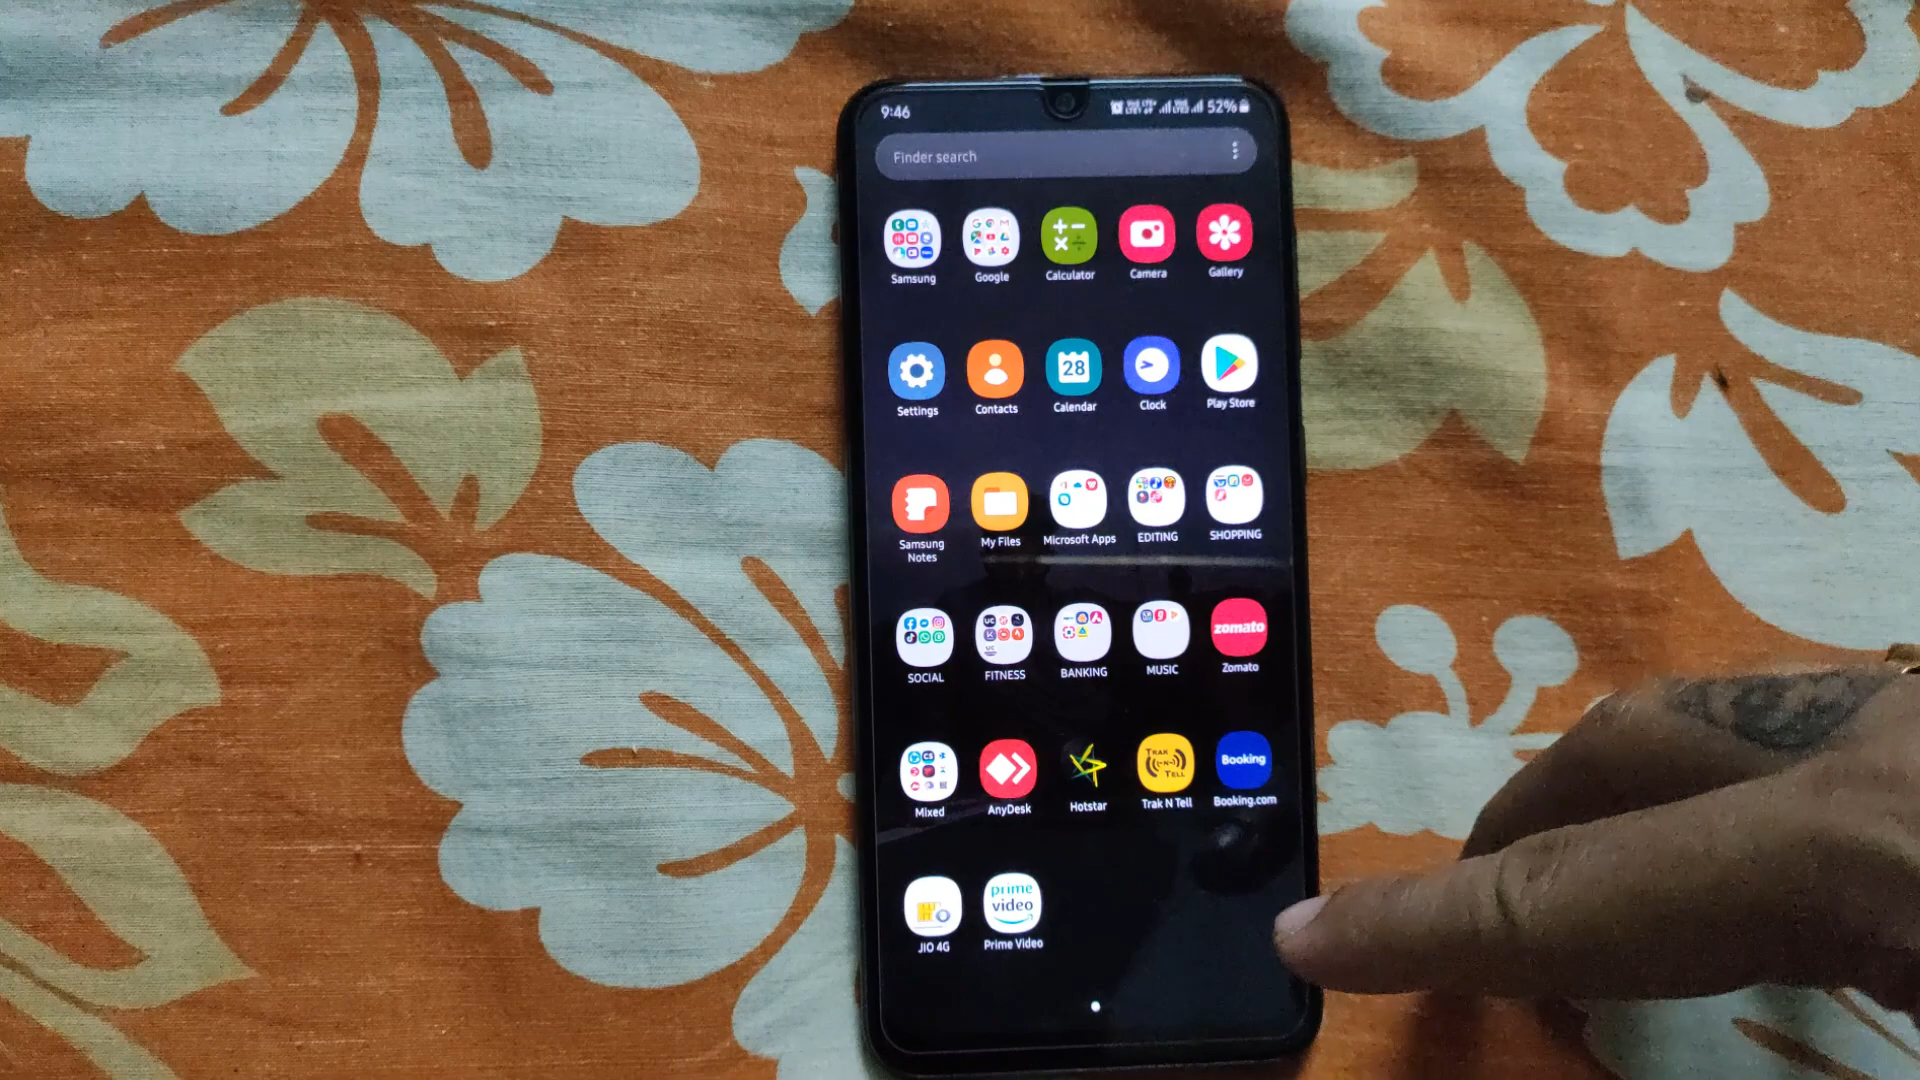 9:46
52%
Finder search
Samsung
Google
Calculator
Camera
Gallery
28
Settings
Contacts
Calendar
Clock
Play Store
Samsung Notes
My Files
Microsoft Apps
EDITING
SHOPPING
zomato
SOCIAL
FITNESS
BANKING
MUSIC
Zomato
TRAK
(-N-)
TELL
Booking
Mixed
AnyDesk
Hotstar
Trak N Tell
Booking.com
prime
video
JIO 4G
Prime Video